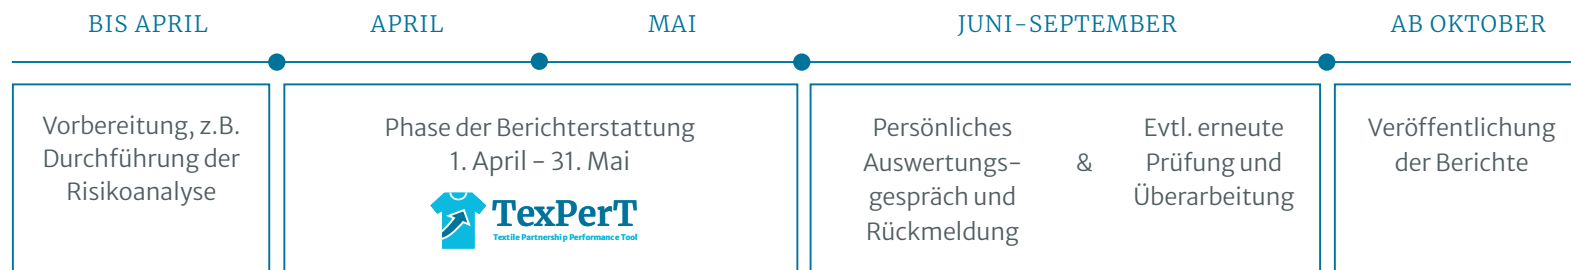 BIS APRIL
APRIL
MAI
JUNI–SEPTEMBER
AB OKTOBER
Vorbereitung, z.B.
Durchführung der
Risikoanalyse
Phase der Berichterstattung
1. April – 31. Mai
TexPerT
Textile Partnership Performance Tool
Persönliches
Auswertungs-
gespräch und
Rückmeldung
&
Evtl. erneute
Prüfung und
Überarbeitung
Veröffentlichung
der Berichte